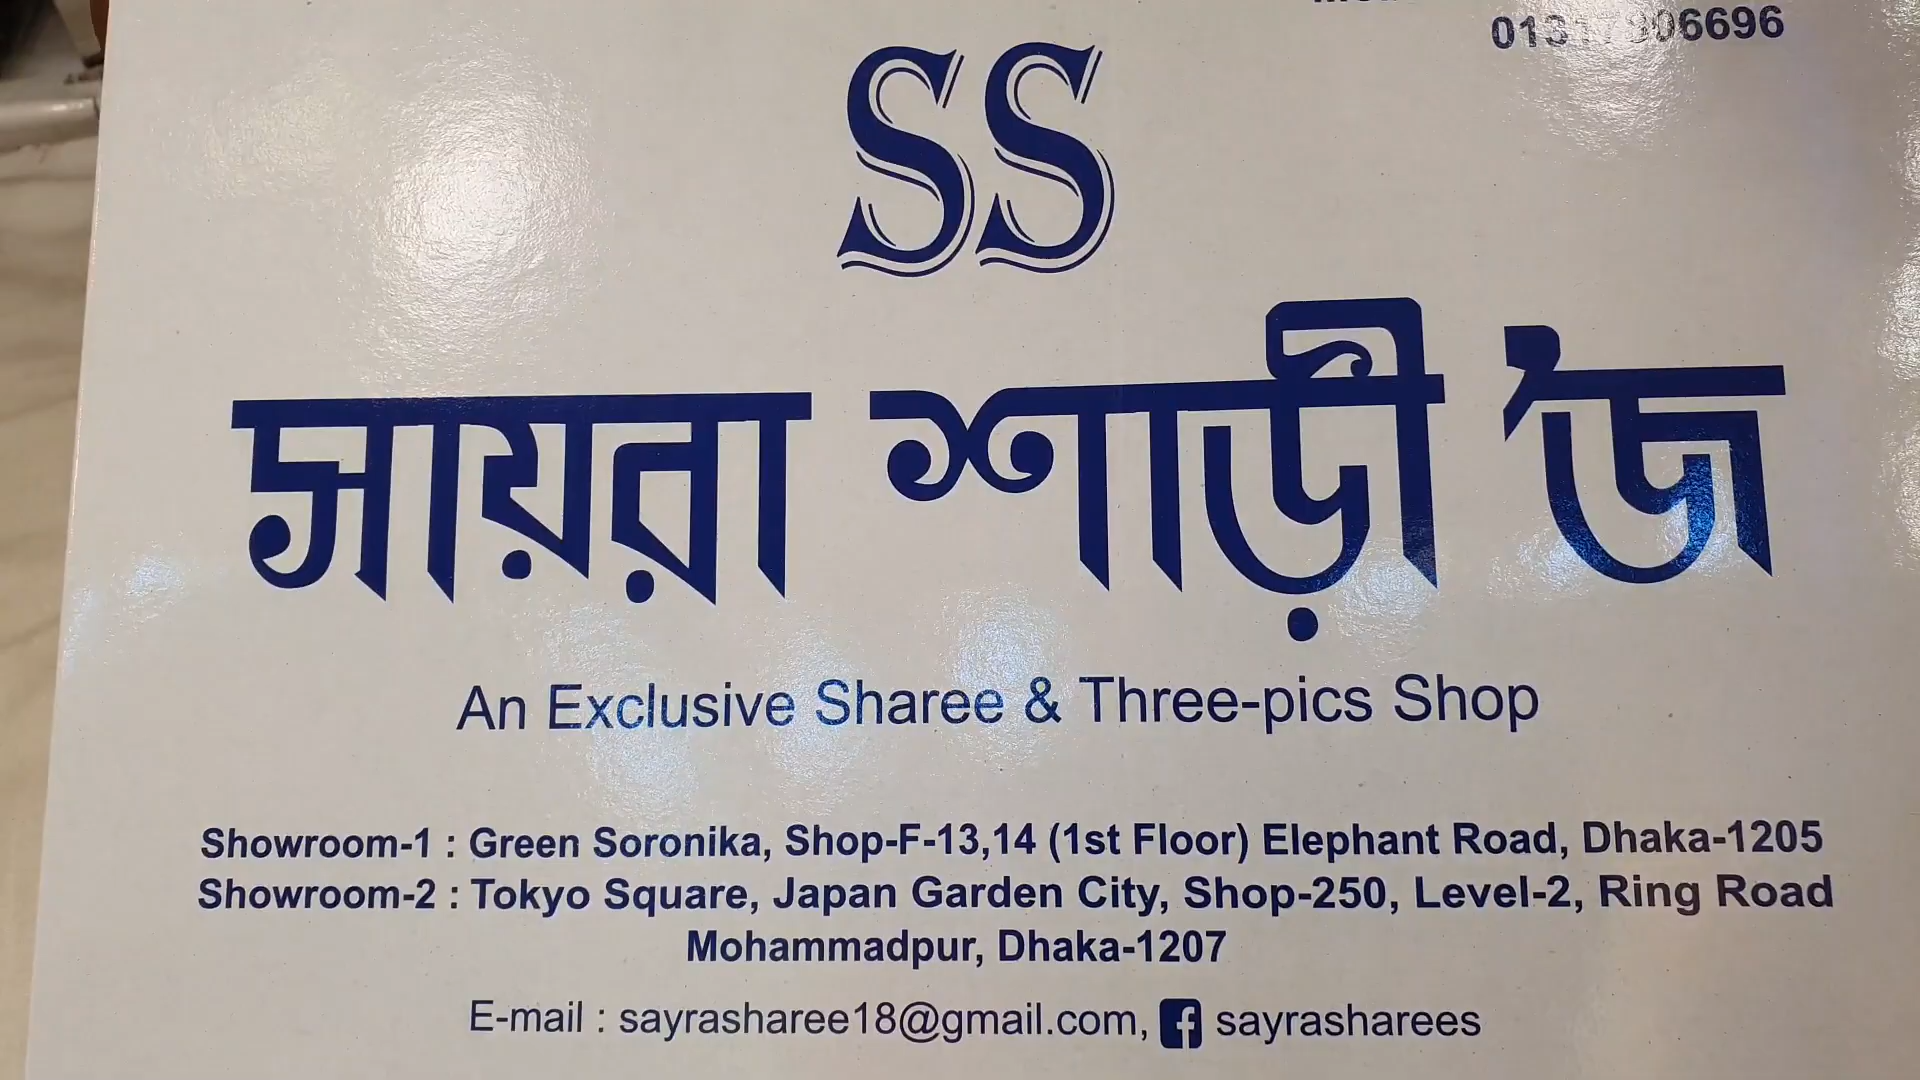 SS
সায়রা শাড়ী 'জ
An Exclusive Sharee & Three-pics Shop
Showroom-1 : Green Soronika, Shop-F-13,14 (1st Floor) Elephant Road, Dhaka-1205
Showroom-2 : Tokyo Square, Japan Garden City, Shop-250, Level-2, Ring Road
Mohammadpur, Dhaka-1207
E-mail : sayrasharee18@gmail.com, sayrasharees